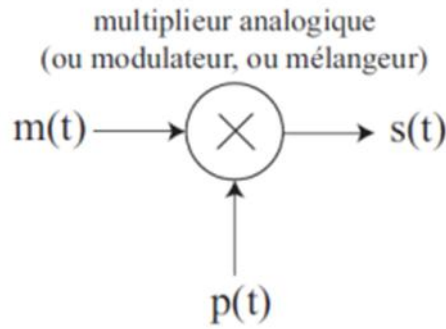 multiplieur analogique
(ou modulateur, ou mélangeur)
m(t)
s(t)
p(t)